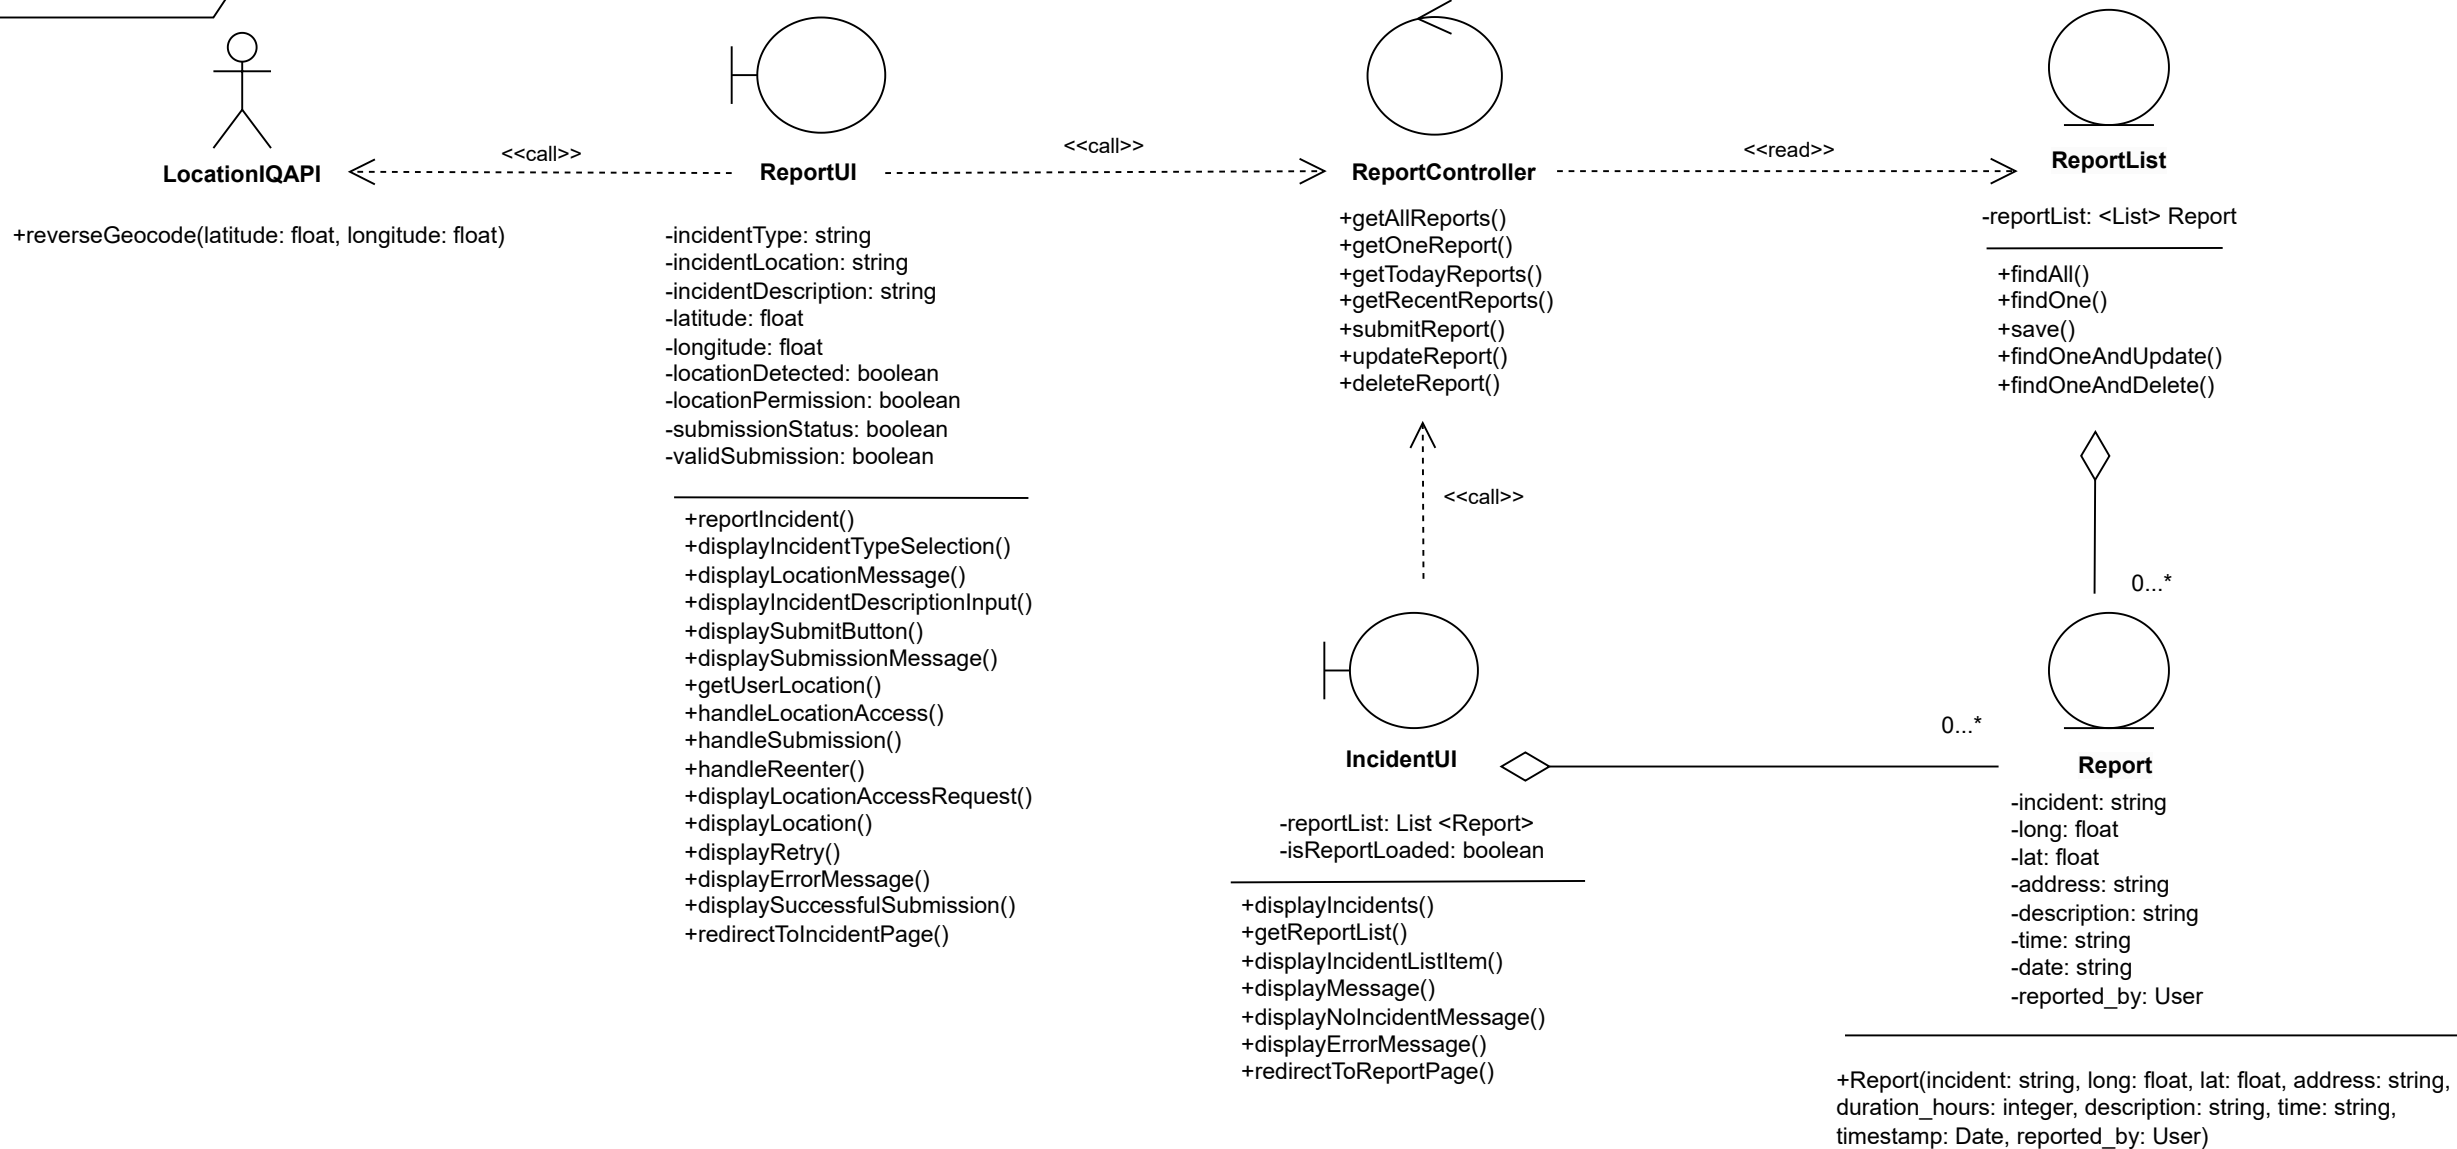 LocationIQAPI
+reverseGeocode(latitude: float, longitude: float)
<<call>>
ReportUI
-incidentType: string
-incidentLocation: string
-incidentDescription: string
-latitude: float
-longitude: float
-locationDetected: boolean
-locationPermission: boolean
-submissionStatus: boolean
-validSubmission: boolean
+reportIncident()
+displayIncidentTypeSelection()
+displayLocationMessage()
+displayIncidentDescriptionInput()
+displaySubmitButton()
+displaySubmissionMessage()
+getUserLocation()
+handleLocationAccess()
+handleSubmission()
+handleReenter()
+displayLocationAccessRequest()
+displayLocation()
+displayRetry()
+displayErrorMessage()
+displaySuccessfulSubmission()
+redirectToIncidentPage()
<<call>>
ReportController
+getAllReports()
+getOneReport()
+getTodayReports()
+getRecentReports()
+submitReport()
+updateReport()
+deleteReport()
<<call>>
IncidentUI
-reportList: List <Report>
-isReportLoaded: boolean
+displayIncidents()
+getReportList()
+displayIncidentListItem()
+displayMessage()
+displayNoIncidentMessage()
+displayErrorMessage()
+redirectToReportPage()
<<read>>
ReportList
-reportList: <List> Report
+findAll()
+findOne()
+save()
+findOneAndUpdate()
+findOneAndDelete()
0...*
0...*
Report
-incident: string
-long: float
-lat: float
-address: string
-description: string
-time: string
-date: string
-reported_by: User
+Report(incident: string, long: float, lat: float, address: string,
duration_hours: integer, description: string, time: string,
timestamp: Date, reported_by: User)